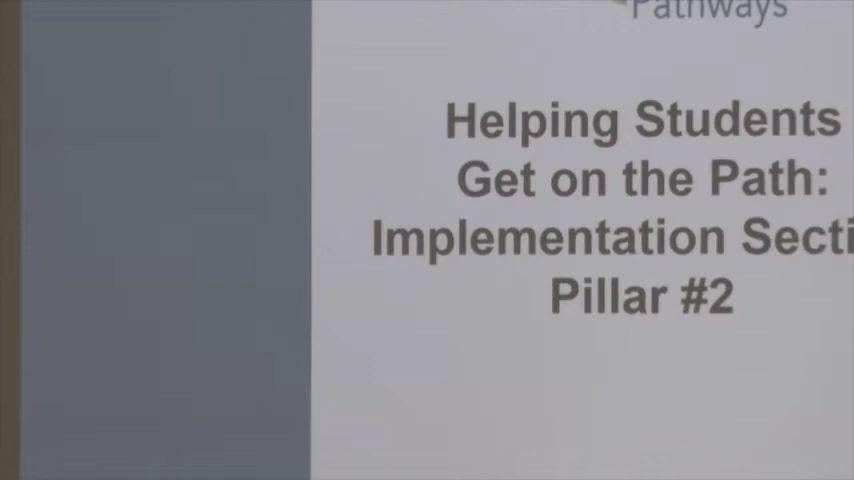 Pathways
Helping Students
Get on the Path:
Implementation Secti
Pillar #2